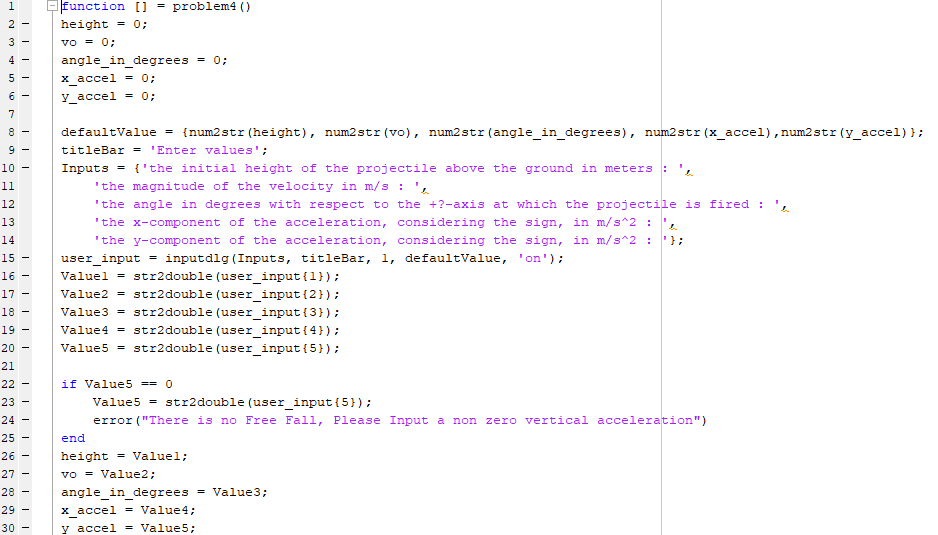 1 function [] = problem4()
2 - height = 0;
3 - vo = 0;
4 - angle_in_degrees = 0;
5 - x_accel = 0;
6 - y_accel = 0;
7
8 - defaultValue = {num2str(height), num2str(vo), num2str(angle_in_degrees), num2str(x_accel),num2str(y_accel)};
9 - titleBar = 'Enter values';
10 - Inputs = {'the initial height of the projectile above the ground in meters : ',
11 'the magnitude of the velocity in m/s : ',
12 'the angle in degrees with respect to the +?-axis at which the projectile is fired : ',
13 'the x-component of the acceleration, considering the sign, in m/s^2 : ',
14 'the y-component of the acceleration, considering the sign, in m/s^2 : '};
15 - user_input = inputdlg(Inputs, titleBar, 1, defaultValue, 'on');
16 - Value1 = str2double(user_input{1});
17 - Value2 = str2double(user_input{2});
18 - Value3 = str2double(user_input{3});
19 - Value4 = str2double(user_input{4});
20 - Value5 = str2double(user_input{5});
21
22 - if Value5 == 0
23 - Value5 = str2double(user_input{5});
24 - error("There is no Free Fall, Please Input a non zero vertical acceleration")
25 - end
26 - height = Value1;
27 - vo = Value2;
28 - angle_in_degrees = Value3;
29 - x_accel = Value4;
30 - y_accel = Value5;